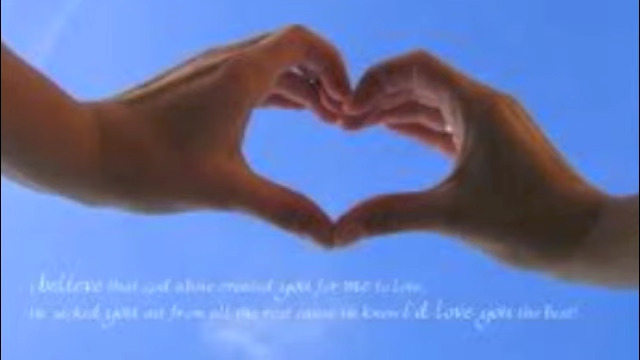 I believe that God above created you for me to love,
He picked you out from all the rest cause He knew I'd love you the best!